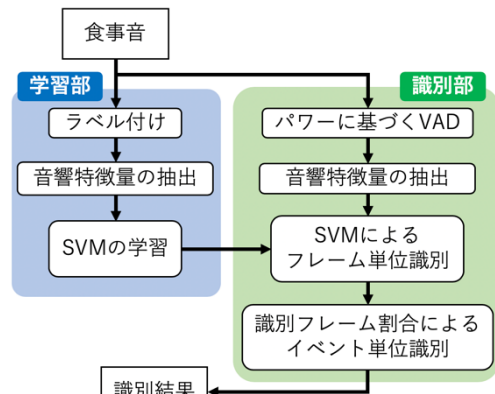 食事音
学習部
識別部
ラベル付け
パワーに基づくVAD
音響特徴量の抽出
音響特徴量の抽出
SVMの学習
SVMによる
フレーム単位識別
識別フレーム割合による
イベント単位識別
識別結果